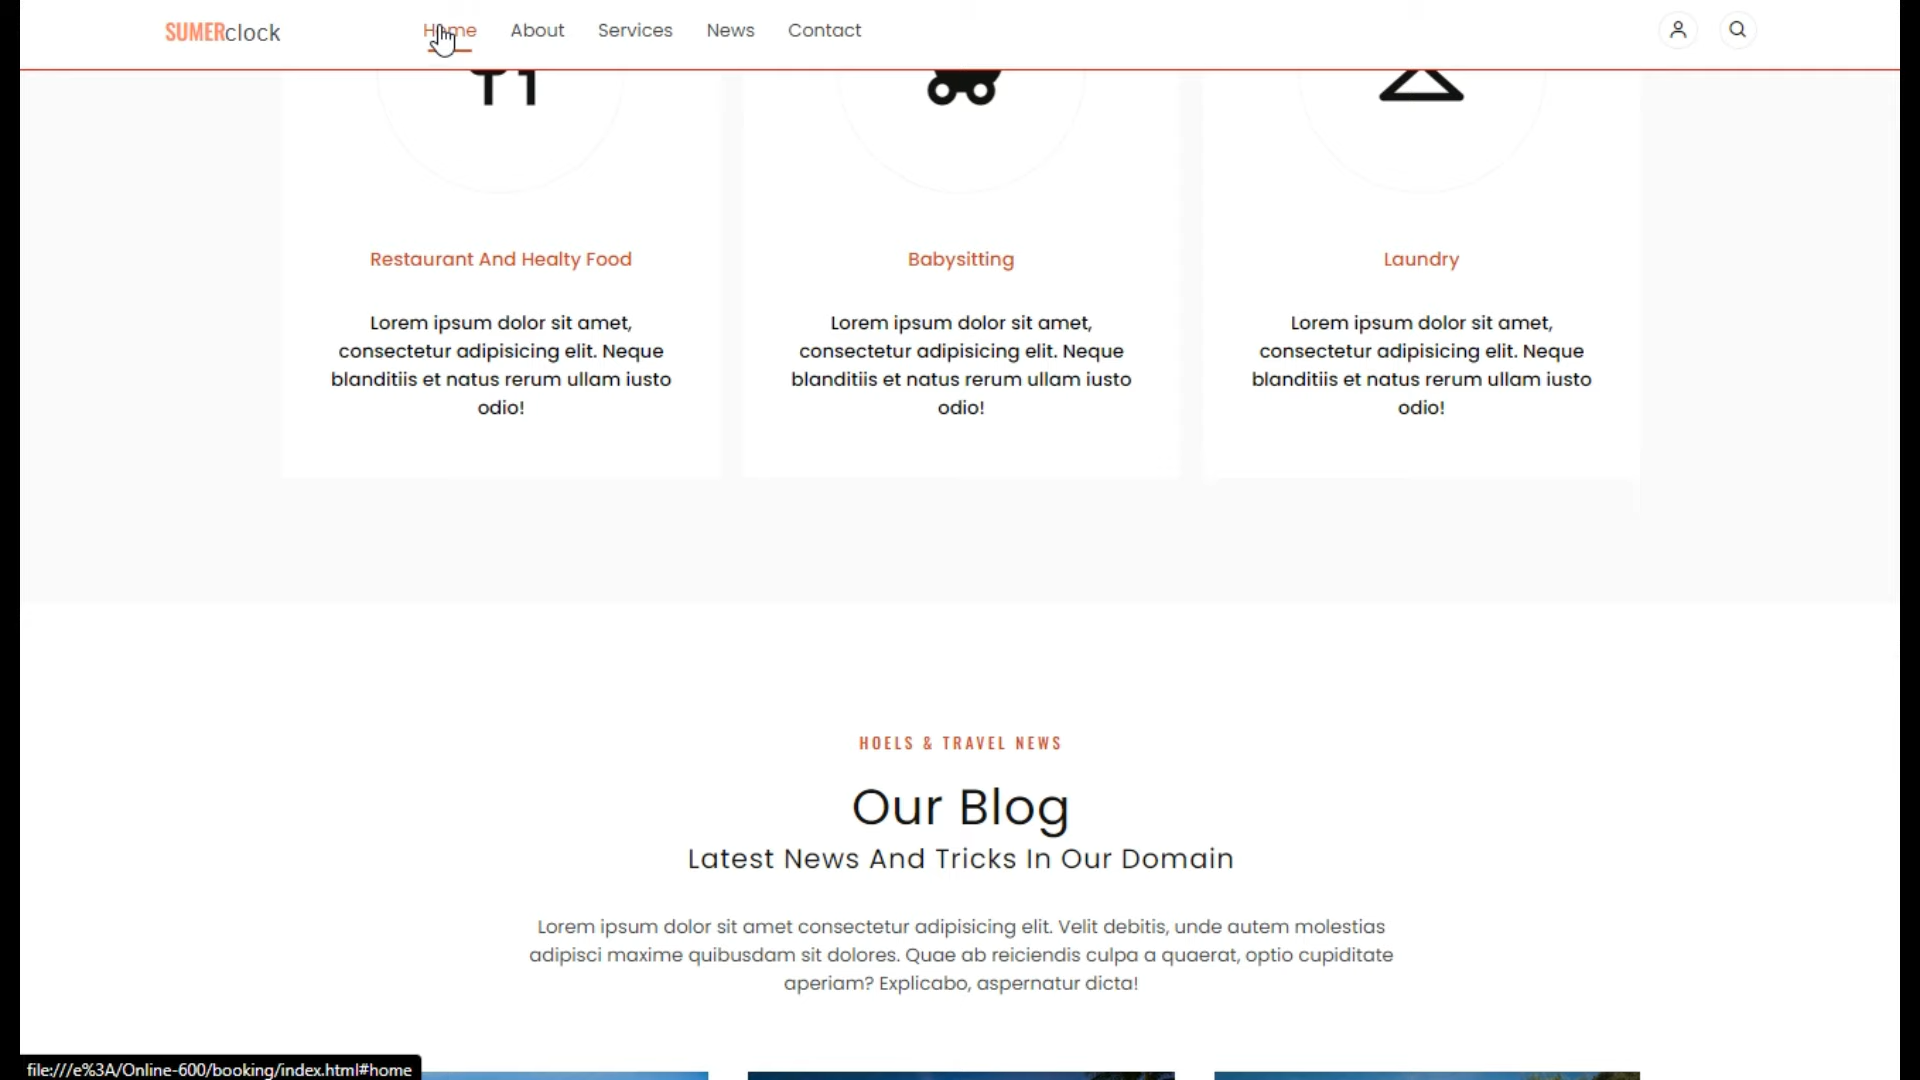 SUMERclock
Home About Services News Contact
Restaurant And Healty Food
Lorem ipsum dolor sit amet,
consectetur adipisicing elit. Neque
blanditiis et natus rerum ullam iusto
odio!
Babysitting
Lorem ipsum dolor sit amet,
consectetur adipisicing elit. Neque
blanditiis et natus rerum ullam iusto
odio!
Laundry
Lorem ipsum dolor sit amet,
consectetur adipisicing elit. Neque
blanditiis et natus rerum ullam iusto
odio!
HOELS & TRAVEL NEWS
Our Blog
Latest News And Tricks In Our Domain
Lorem ipsum dolor sit amet consectetur adipisicing elit. Velit debitis, unde autem molestias
adipisci maxime quibusdam sit dolores. Quae ab reiciendis culpa a quaerat, optio cupiditate
aperiam? Explicabo, aspernatur dicta!
file:///e%3A/Online-600/booking/index.html#home